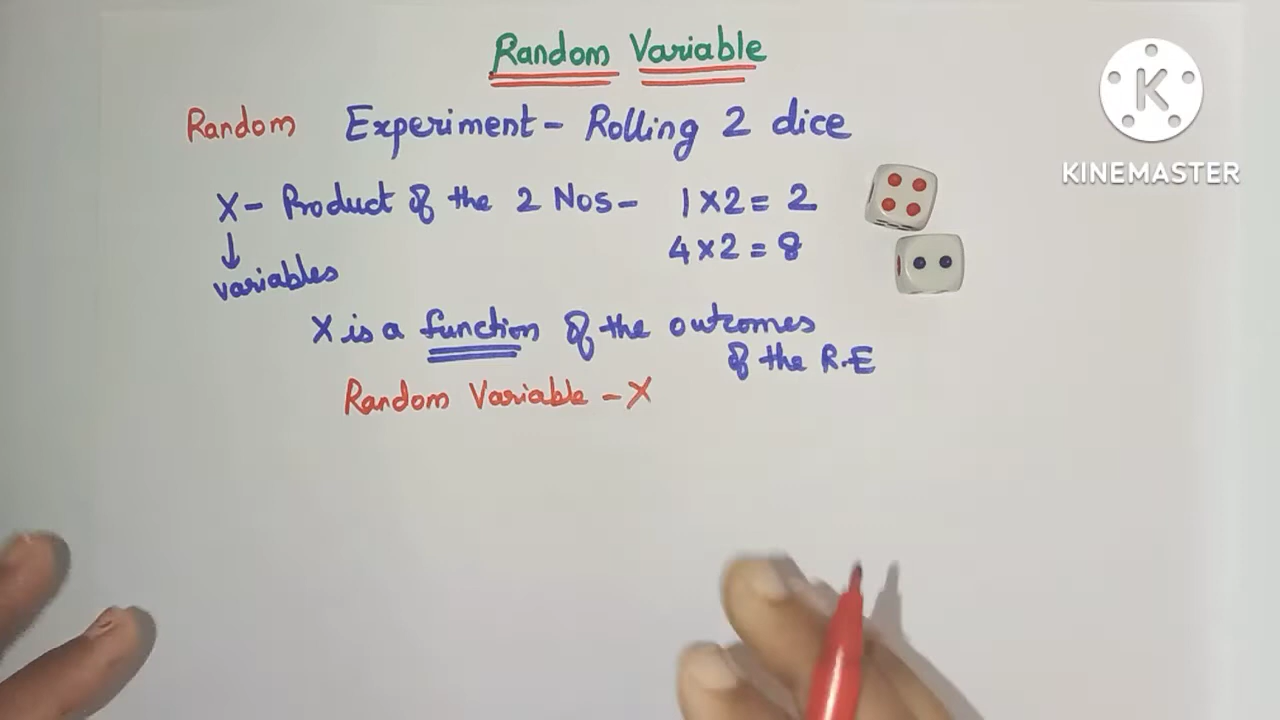 Random Variable
Random Experiment - Rolling 2 dice
X - Product of the 2 Nos - 1 X 2 = 2
4 X 2 = 8
↓
variables
X is a function of the outcomes
of the R.E
Random Variable - X
K
KINEMASTER